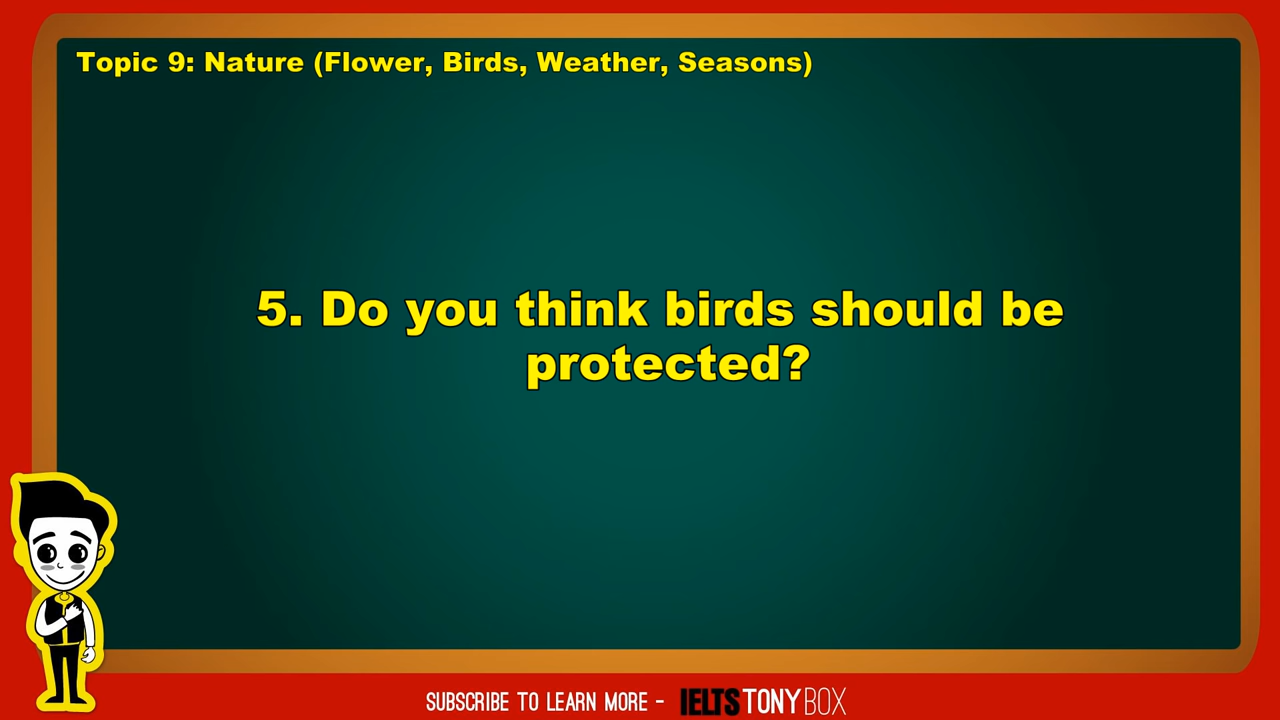 Topic 9: Nature (Flower, Birds, Weather, Seasons)
5. Do you think birds should be
protected?
SUBSCRIBE TO LEARN MORE - IELTSTONYBOX